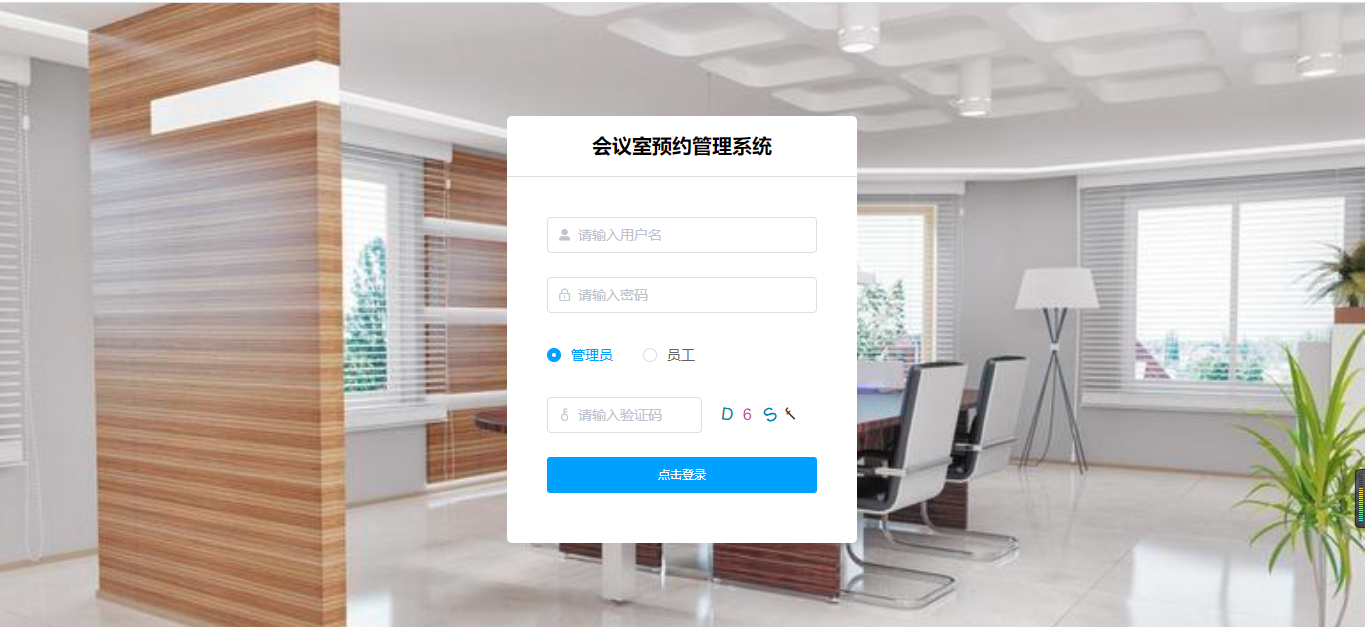 会议室预约管理系统
请输入用户名
请输入密码
管理员 员工
请输入验证码 D 6 S
点击登录